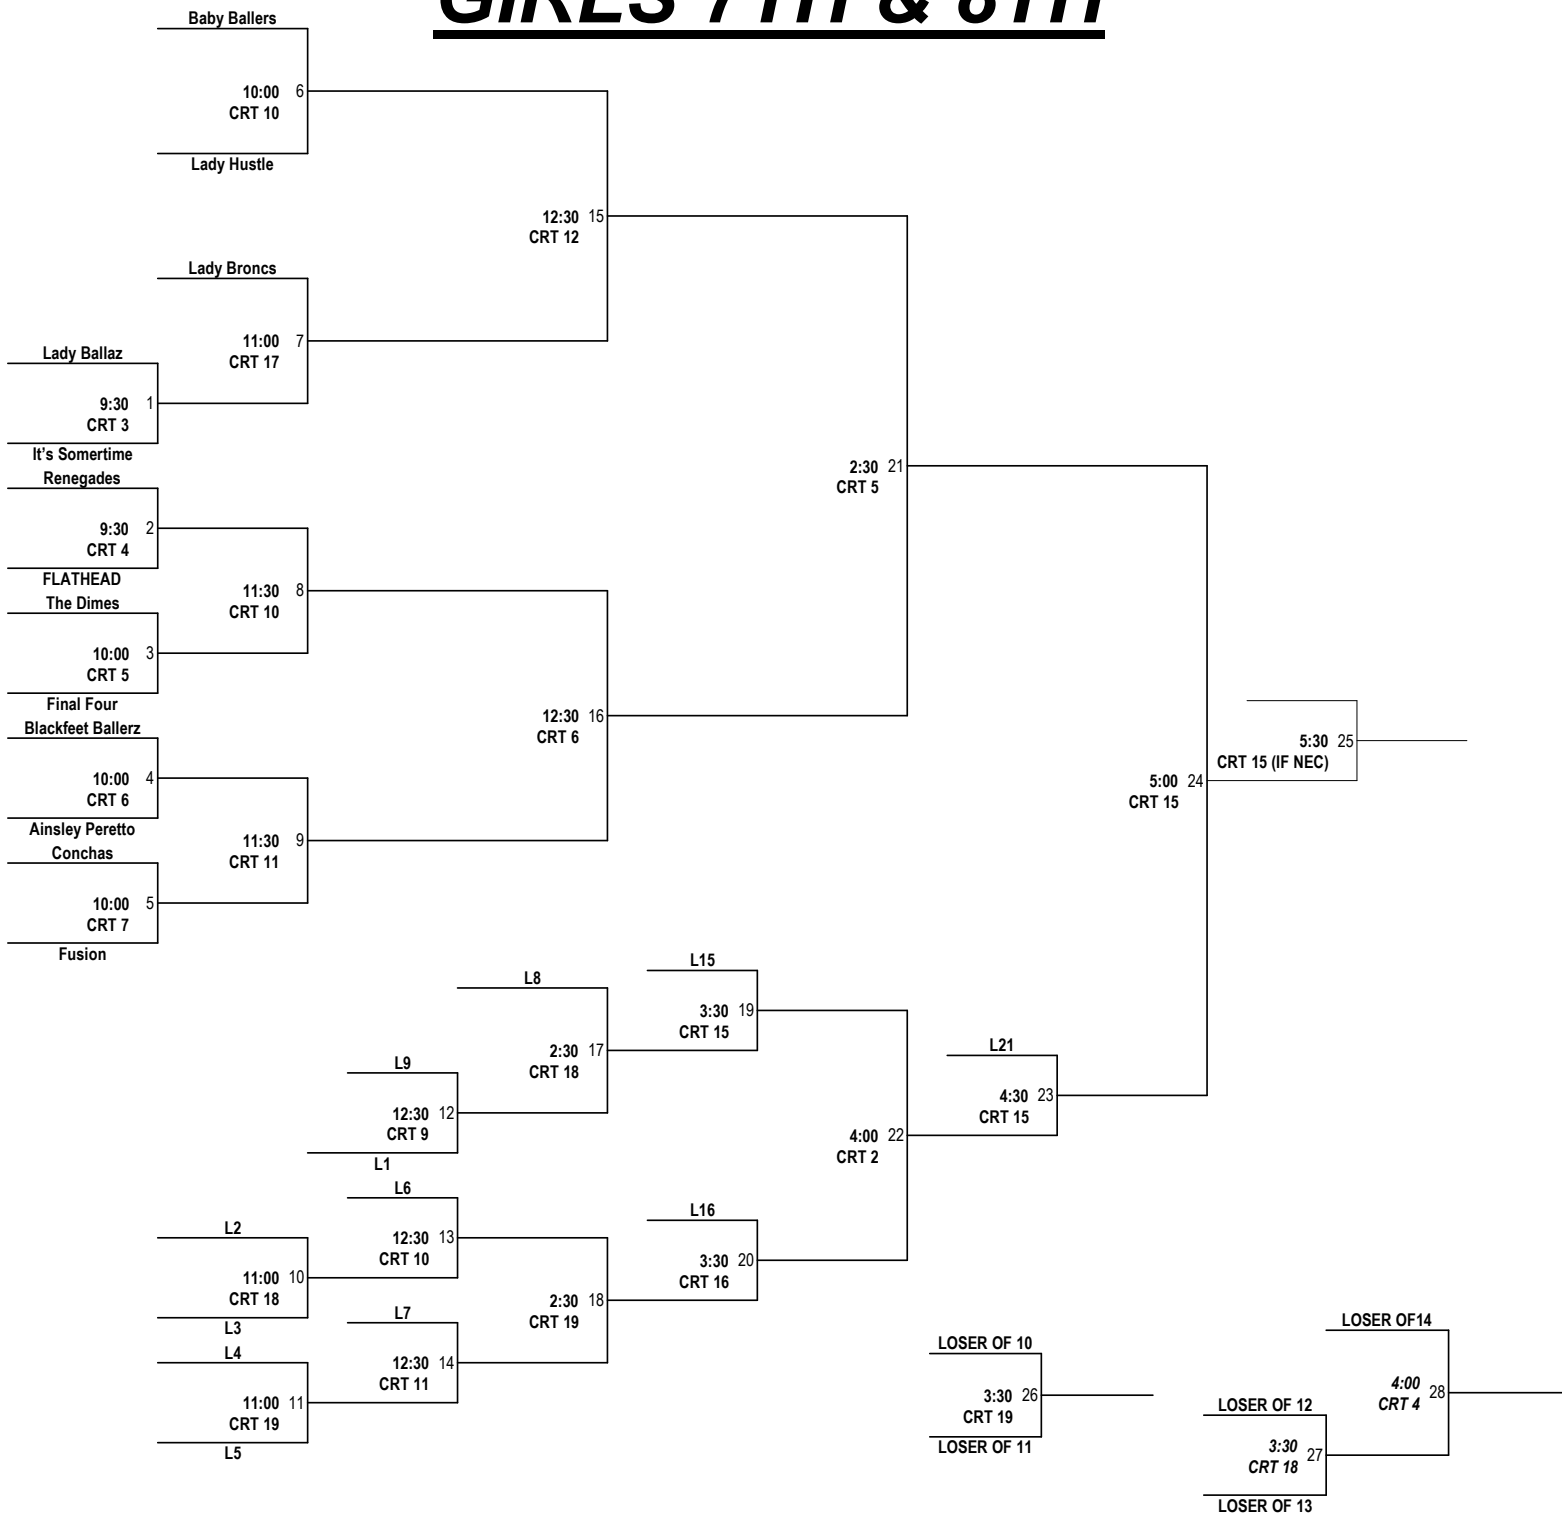 GIRLS 7TH & 8TH
Baby Ballers
10:00 6
CRT 10
Lady Hustle
12:30 15
CRT 12
Lady Broncs
11:00 7
CRT 17
Lady Ballaz
9:30 1
CRT 3
It's Somertime
Renegades
9:30 2
CRT 4
FLATHEAD
The Dimes
11:30 8
CRT 10
10:00 3
CRT 5
Final Four
Blackfeet Ballerz
2:30 21
CRT 5
12:30 16
CRT 6
10:00 4
CRT 6
Ainsley Peretto
Conchas
11:30 9
CRT 11
10:00 5
CRT 7
Fusion
5:30 25
CRT 15 (IF NEC)
5:00 24
CRT 15
L15
L8
3:30 19
CRT 15
2:30 17
CRT 18
L9
12:30 12
CRT 9
L1
L21
4:30 23
CRT 15
4:00 22
CRT 2
L6
L2
12:30 13
CRT 10
11:00 10
CRT 18
L3
L16
3:30 20
CRT 16
2:30 18
CRT 19
L7
L4
12:30 14
CRT 11
11:00 11
CRT 19
L5
LOSER OF 10
3:30 26
CRT 19
LOSER OF 11
LOSER OF14
4:00 28
CRT 4
LOSER OF 12
3:30 27
CRT 18
LOSER OF 13